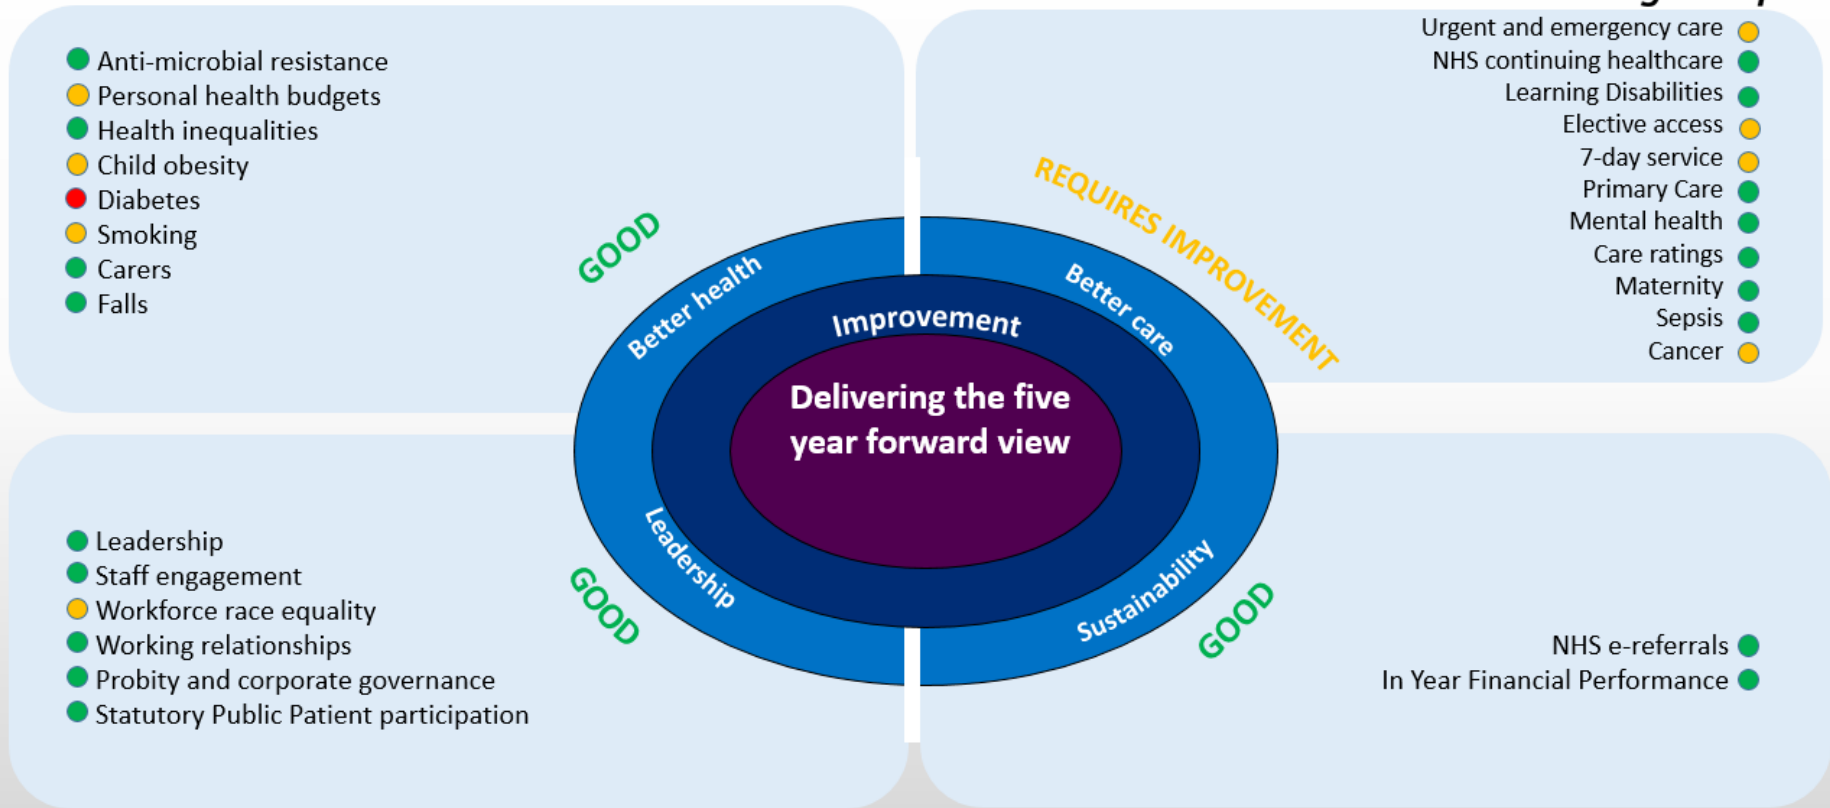 Anti-microbial resistance
Personal health budgets
Health inequalities
Child obesity
Diabetes
Smoking
Carers
Falls
Urgent and emergency care
NHS continuing healthcare
Learning Disabilities
Elective access
7-day service
Primary Care
Mental health
Care ratings
Maternity
Sepsis
Cancer
GOOD
REQUIRES IMPROVEMENT
Better health
Better care
Improvement
Delivering the five
year forward view
Leadership
Sustainability
GOOD
GOOD
Leadership
Staff engagement
Workforce race equality
Working relationships
Probity and corporate governance
Statutory Public Patient participation
NHS e-referrals
In Year Financial Performance